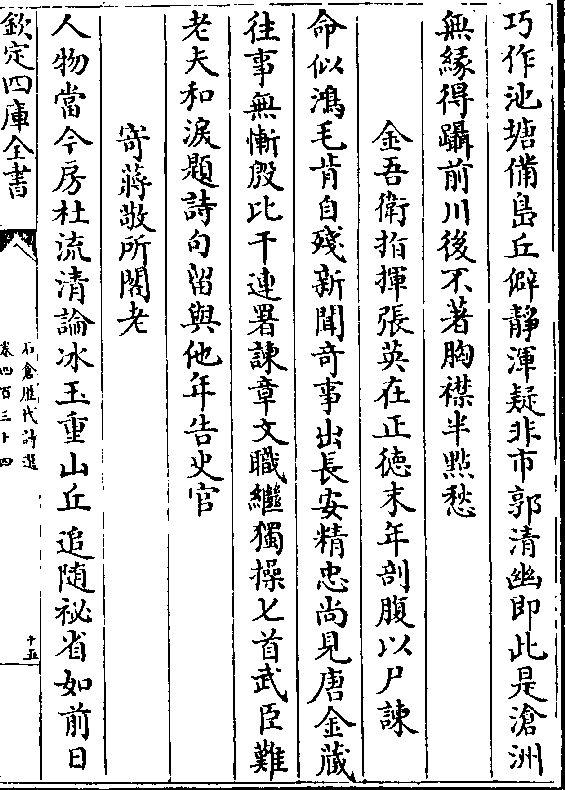 巧作池塘備島丘僻静渾疑非市郭清幽即此是滄洲
無緣得躡前川後不著胸襟半㸃愁
金吾衛指揮張英在正徳末年剖腹以尸諫
命似鴻毛肯自殘新聞竒事出長安精忠尚見唐金藏
往事無慚殷比干連署諫章文職繼獨操匕首武臣難
老夫和淚題詩句留與他年告史官
寄蔣敬所閣老
人物當今房杜流清論冰玉重山丘追随祕省如前日
欽定四庫全書
石倉歴代詩選
卷四百三十四
十五